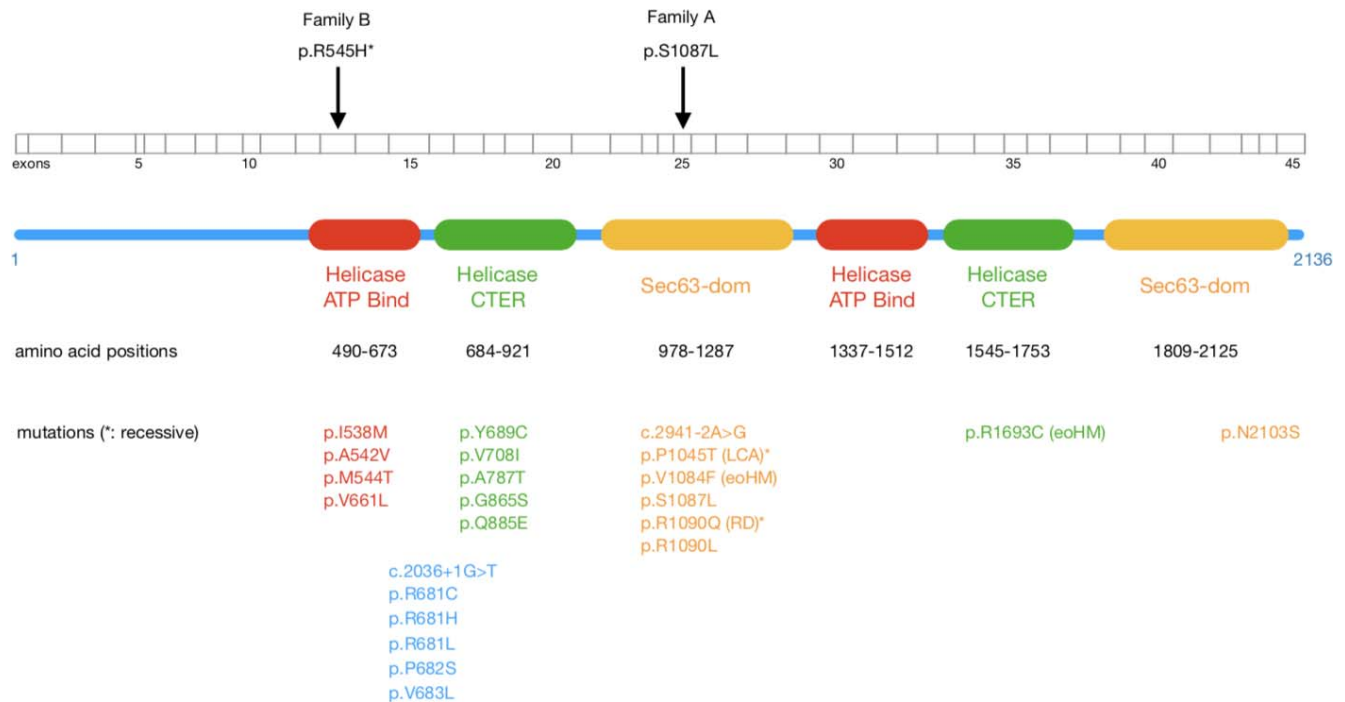 Family B
p.R545H*
Family A
p.S1087L
exons 5 10 15 20 25 30 35 40 45
1 2136
Helicase ATP Bind
Helicase CTER
Sec63-dom
Helicase ATP Bind
Helicase CTER
Sec63-dom
amino acid positions 490-673 684-921 978-1287 1337-1512 1545-1753 1809-2125
mutations (*: recessive)
p.I538M
p.A542V
p.M544T
p.V661L
p.Y689C
p.V708I
p.A787T
p.G865S
p.Q885E
c.2941-2A>G
p.P1045T (LCA)*
p.V1084F (eoHM)
p.S1087L
p.R1090Q (RD)*
p.R1090L
p.R1693C (eoHM)
p.N2103S
c.2036+1G>T
p.R681C
p.R681H
p.R681L
p.P682S
p.V683L